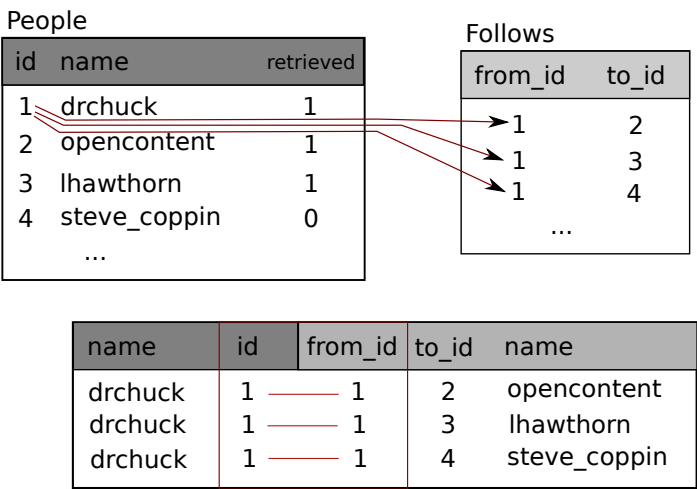 People
id name retrieved
1 drchuck 1
2 opencontent 1
3 lhawthorn 1
4 steve_coppin 0
...
Follows
from_id to_id
1 2
1 3
1 4
...
name id from_id to_id name
drchuck 1 1 2 opencontent
drchuck 1 1 3 lhawthorn
drchuck 1 1 4 steve_coppin